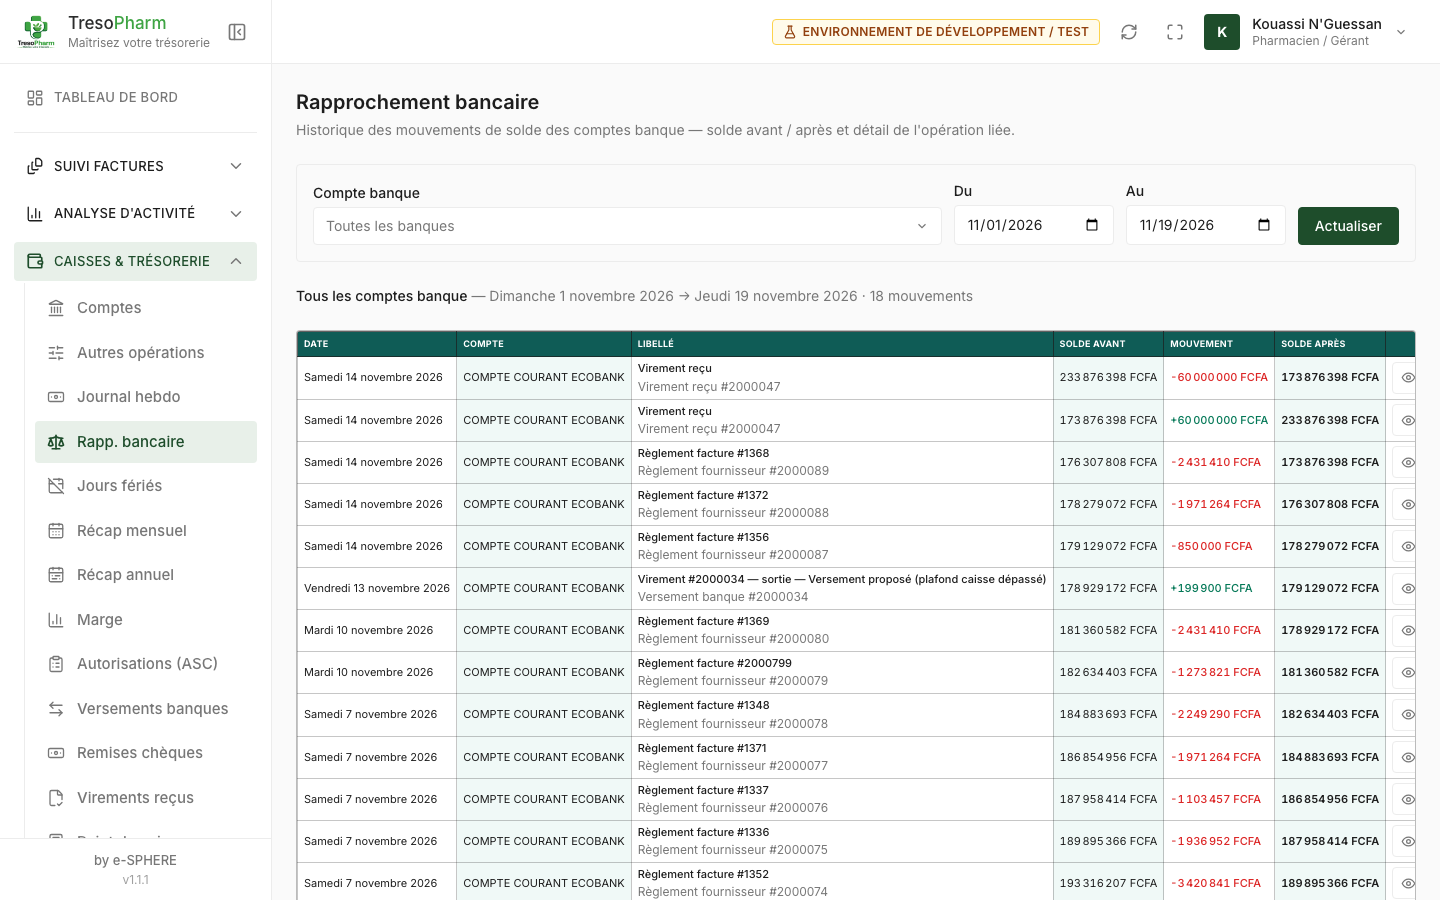 TresoPharm
Maîtrisez votre trésorerie
TresoPharm
ENVIRONNEMENT DE DÉVELOPPEMENT / TEST
K
Kouassi N'Guessan
Pharmacien / Gérant
TABLEAU DE BORD
SUIVI FACTURES
ANALYSE D'ACTIVITÉ
CAISSES & TRÉSORERIE
Comptes
Autres opérations
Journal hebdo
Rapp. bancaire
Jours fériés
Récap mensuel
Récap annuel
Marge
Autorisations (ASC)
Versements banques
Remises chèques
Virements reçus
by e-SPHERE
v1.1.1
Rapprochement bancaire
Historique des mouvements de solde des comptes banque — solde avant / après et détail de l'opération liée.
Compte banque
Toutes les banques
Du
11/01/2026
Au
11/19/2026
Actualiser
Tous les comptes banque — Dimanche 1 novembre 2026 → Jeudi 19 novembre 2026 · 18 mouvements
DATE COMPTE LIBELLÉ SOLDE AVANT MOUVEMENT SOLDE APRÈS
Samedi 14 novembre 2026 COMPTE COURANT ECOBANK Virement reçu 233 876 398 FCFA -60 000 000 FCFA 173 876 398 FCFA
Virement reçu #2000047
Samedi 14 novembre 2026 COMPTE COURANT ECOBANK Virement reçu 173 876 398 FCFA +60 000 000 FCFA 233 876 398 FCFA
Virement reçu #2000047
Samedi 14 novembre 2026 COMPTE COURANT ECOBANK Règlement facture #1368 176 307 808 FCFA -2 431 410 FCFA 173 876 398 FCFA
Règlement fournisseur #2000089
Samedi 14 novembre 2026 COMPTE COURANT ECOBANK Règlement facture #1372 178 279 072 FCFA -1 971 264 FCFA 176 307 808 FCFA
Règlement fournisseur #2000088
Samedi 14 novembre 2026 COMPTE COURANT ECOBANK Règlement facture #1356 179 129 072 FCFA -850 000 FCFA 178 279 072 FCFA
Règlement fournisseur #2000087
Vendredi 13 novembre 2026 COMPTE COURANT ECOBANK Virement #2000034 — sortie — Versement proposé (plafond caisse dépassé) 178 929 172 FCFA +199 900 FCFA 179 129 072 FCFA
Versement banque #2000034
Mardi 10 novembre 2026 COMPTE COURANT ECOBANK Règlement facture #1369 181 360 582 FCFA -2 431 410 FCFA 178 929 172 FCFA
Règlement fournisseur #2000080
Mardi 10 novembre 2026 COMPTE COURANT ECOBANK Règlement facture #2000799 182 634 403 FCFA -1 273 821 FCFA 181 360 582 FCFA
Règlement fournisseur #2000079
Samedi 7 novembre 2026 COMPTE COURANT ECOBANK Règlement facture #1348 184 883 693 FCFA -2 249 290 FCFA 182 634 403 FCFA
Règlement fournisseur #2000078
Samedi 7 novembre 2026 COMPTE COURANT ECOBANK Règlement facture #1371 186 854 956 FCFA -1 971 264 FCFA 184 883 693 FCFA
Règlement fournisseur #2000077
Samedi 7 novembre 2026 COMPTE COURANT ECOBANK Règlement facture #1337 187 958 414 FCFA -1 103 457 FCFA 186 854 956 FCFA
Règlement fournisseur #2000076
Samedi 7 novembre 2026 COMPTE COURANT ECOBANK Règlement facture #1336 189 895 366 FCFA -1 936 952 FCFA 187 958 414 FCFA
Règlement fournisseur #2000075
Samedi 7 novembre 2026 COMPTE COURANT ECOBANK Règlement facture #1352 193 316 207 FCFA -3 420 841 FCFA 189 895 366 FCFA
Règlement fournisseur #2000074